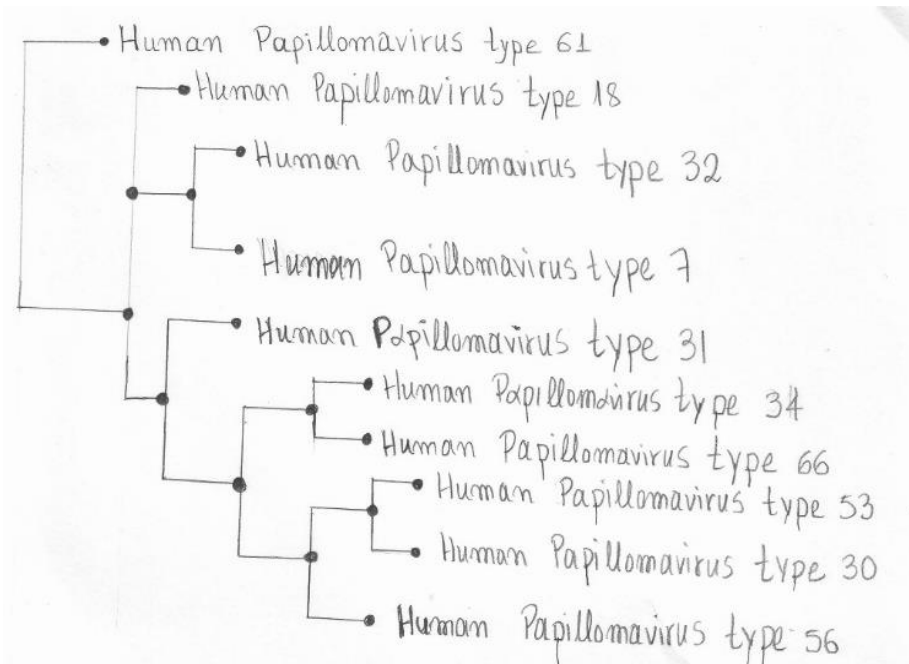 Human Papillomavirus type 61
Human Papillomavirus type 18
Human Papillomavirus type 32
Human Papillomavirus type 7
Human Papillomavirus type 31
Human Papillomavirus type 34
Human Papillomavirus type 66
Human Papillomavirus type 53
Human Papillomavirus type 30
Human Papillomavirus type 56